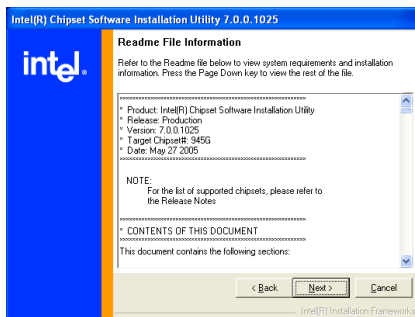 Intel(R) Chipset Software Installation Utility 7.0.0.1025
intel.
Readme File Information
Refer to the Readme file below to view system requirements and installation
information. Press the Page Down key to view the rest of the file.
************************************************************
* Product: Intel(R) Chipset Software Installation Utility
* Release: Production
* Version: 7.0.0.1025
* Target Chipset#: 945G
* Date: May 27 2005
************************************************************
NOTE:
For the list of supported chipsets, please refer to
the Release Notes
************************************************************
* CONTENTS OF THIS DOCUMENT
************************************************************
This document contains the following sections:
< Back
Next >
Cancel
Intel(R) Installation Frameworks